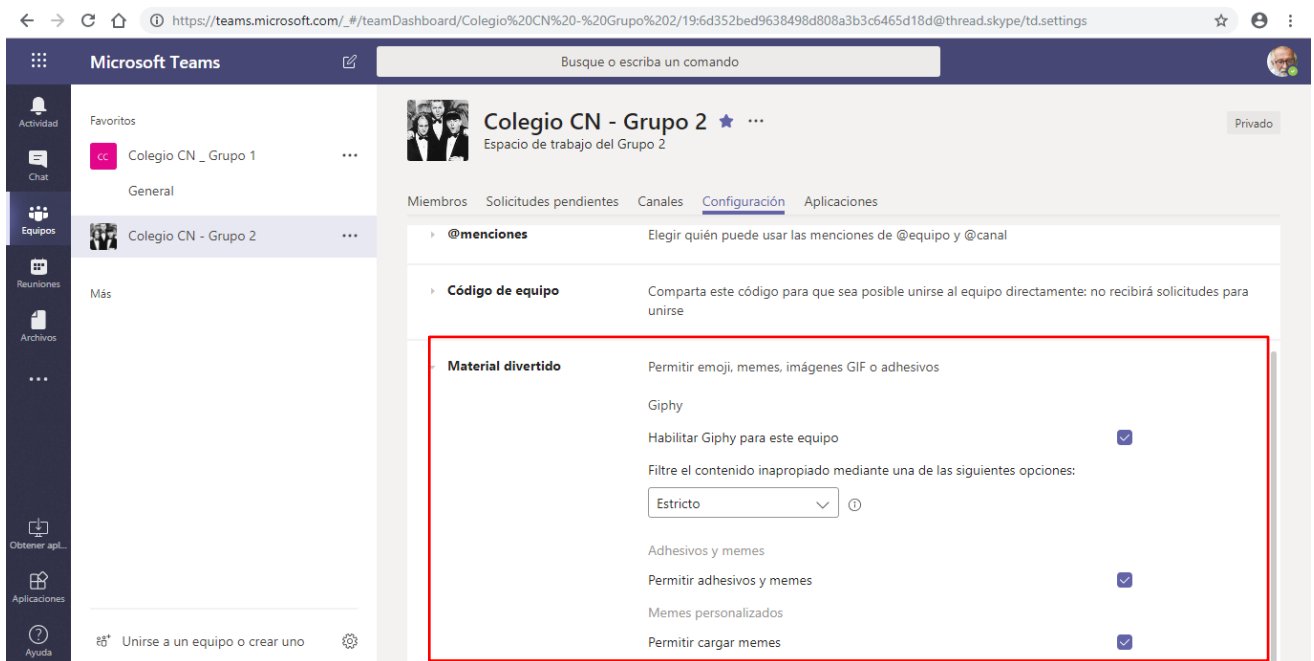 https://teams.microsoft.com/_#/teamDashboard/Colegio%20CN%20-%20Grupo%202/19:6d352bed9638498d808a3b3c6465d18d@thread.skype/td.settings
Microsoft Teams
Busque o escriba un comando
Actividad
Chat
Equipos
Reuniones
Archivos
Obtener apl...
Aplicaciones
Ayuda
Favoritos
CC
Colegio CN _ Grupo 1
General
Colegio CN - Grupo 2
Más
Unirse a un equipo o crear uno
Colegio CN - Grupo 2
Espacio de trabajo del Grupo 2
Privado
Miembros Solicitudes pendientes Canales Configuración Aplicaciones
@menciones Elegir quién puede usar las menciones de @equipo y @canal
Código de equipo Comparta este código para que sea posible unirse al equipo directamente: no recibirá solicitudes para
unirse
Material divertido Permitir emoji, memes, imágenes GIF o adhesivos
Giphy
Habilitar Giphy para este equipo
Filtre el contenido inapropiado mediante una de las siguientes opciones:
Estricto
Adhesivos y memes
Permitir adhesivos y memes
Memes personalizados
Permitir cargar memes